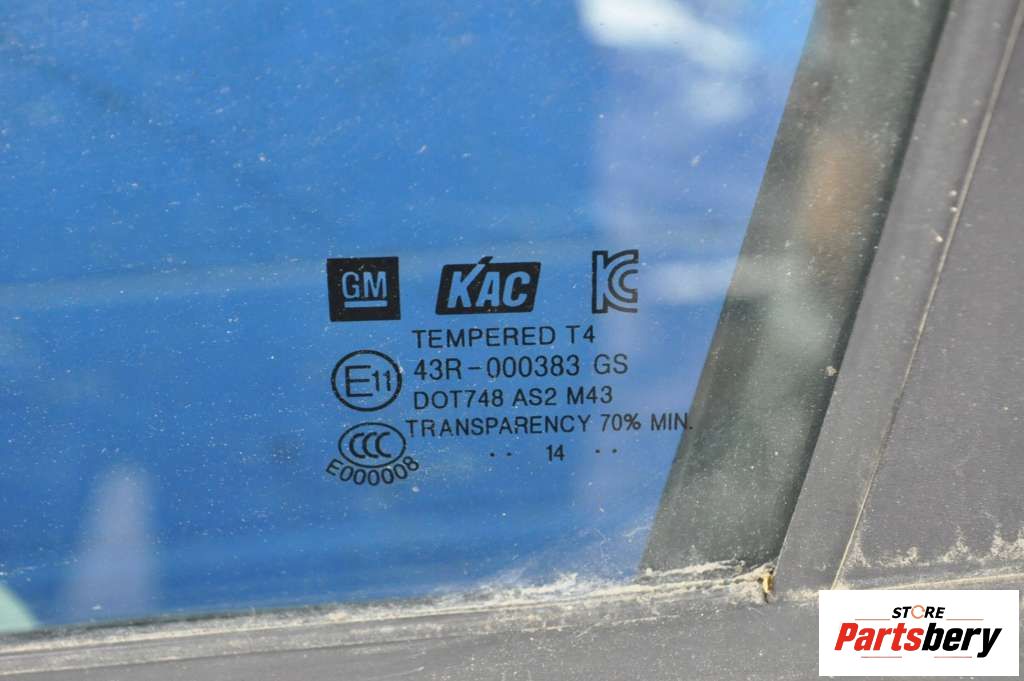 GM KAC KC
TEMPERED T4
E11 43R-000383 GS
DOT748 AS2 M43
CCC TRANSPARENCY 70% MIN.
E000008 .. 14 ..
STORE
Partsbery